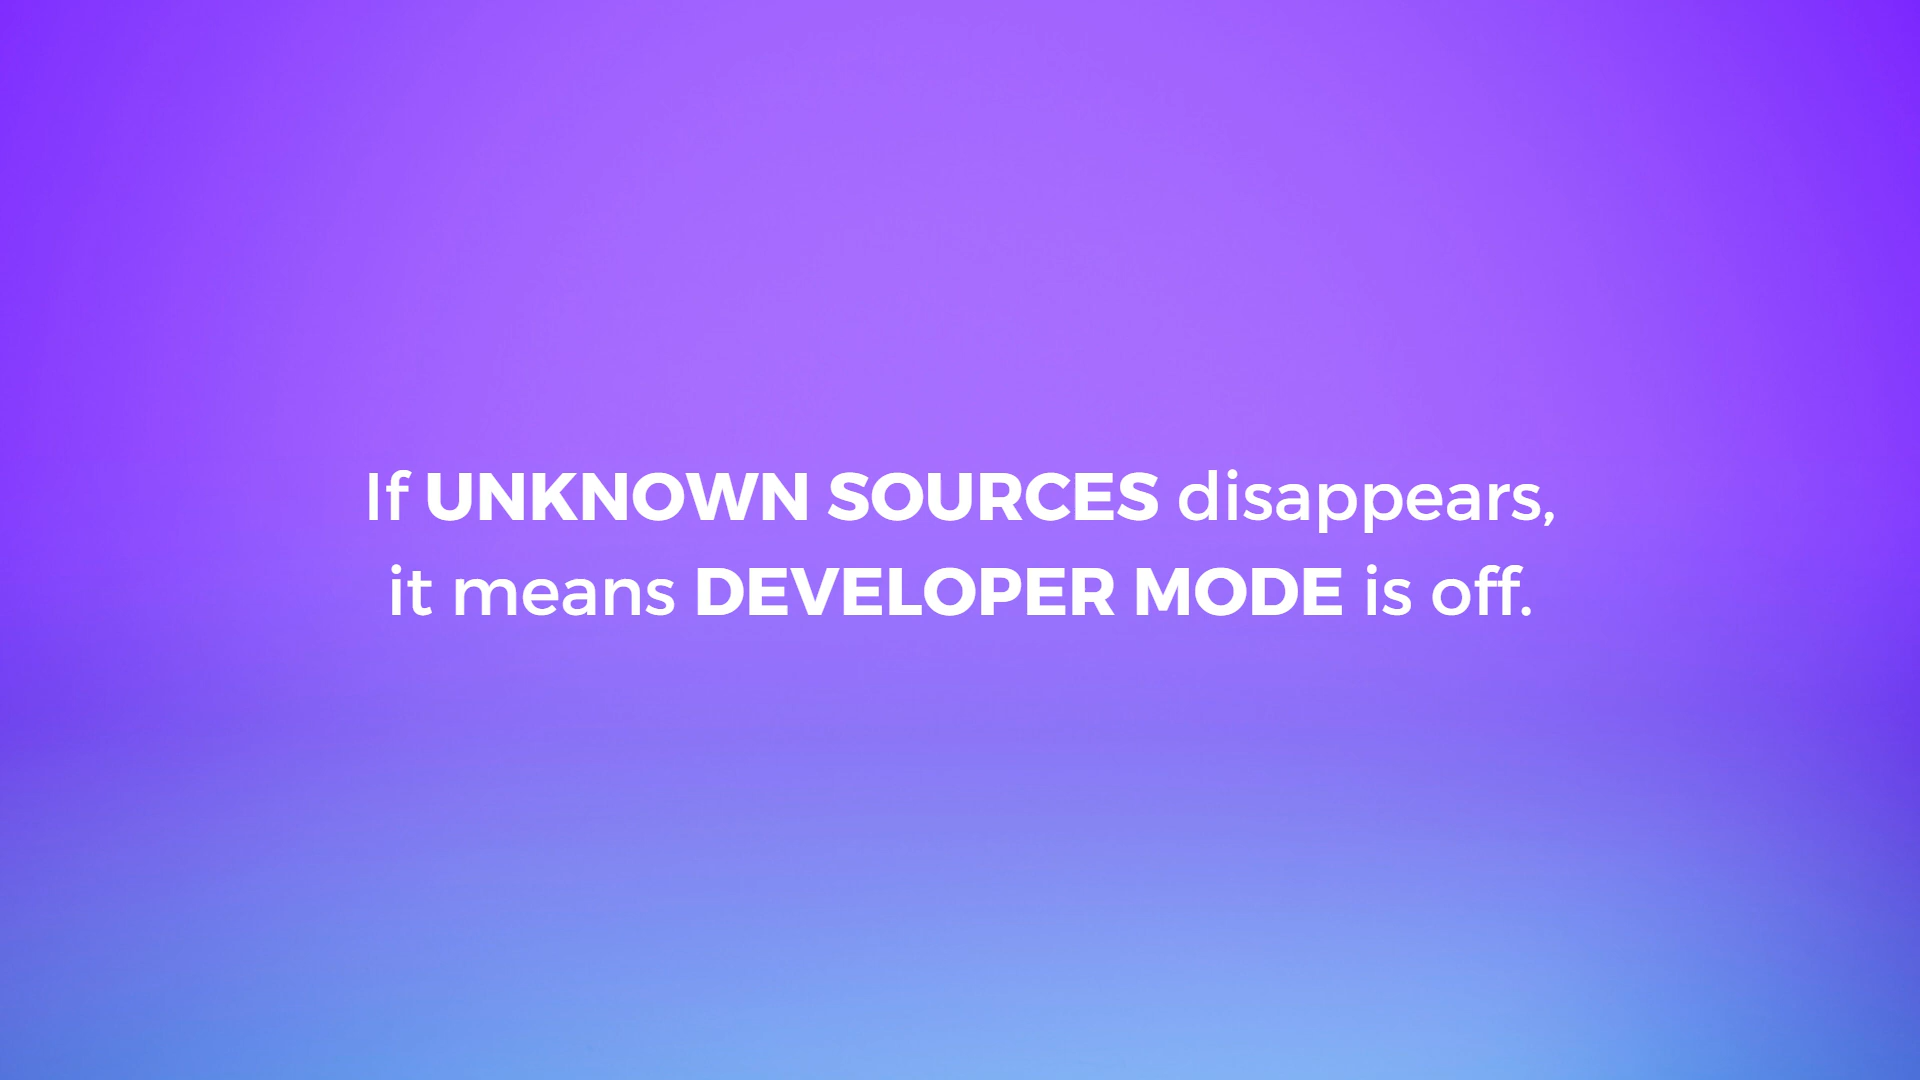 If UNKNOWN SOURCES disappears,
it means DEVELOPER MODE is off.